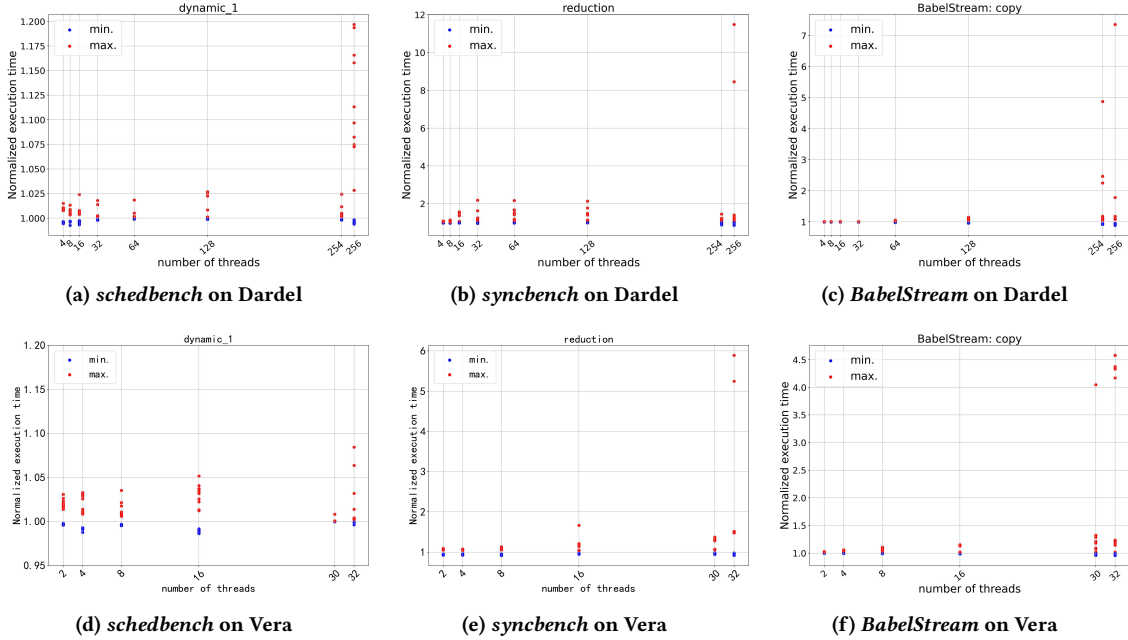 dynamic_1
Normalized execution time
1.200
1.175
1.150
1.125
1.100
1.075
1.050
1.025
1.000
min.
max.
4 8 16 32 64 128 254 256
number of threads
(a) schedbench on Dardel
reduction
Normalized execution time
12
10
8
6
4
2
min.
max.
4 8 16 32 64 128 254 256
number of threads
(b) syncbench on Dardel
BabelStream: copy
Normalized execution time
7
6
5
4
3
2
1
min.
max.
4 8 16 32 64 128 254 256
number of threads
(c) BabelStream on Dardel
dynamic_1
Normalized execution time
1.20
1.15
1.10
1.05
1.00
0.95
min.
max.
2 4 8 16 30 32
number of threads
(d) schedbench on Vera
reduction
Normalized execution time
6
5
4
3
2
1
min.
max.
2 4 8 16 30 32
number of threads
(e) syncbench on Vera
BabelStream: copy
Normalized execution time
4.5
4.0
3.5
3.0
2.5
2.0
1.5
1.0
min.
max.
2 4 8 16 30 32
number of threads
(f) BabelStream on Vera